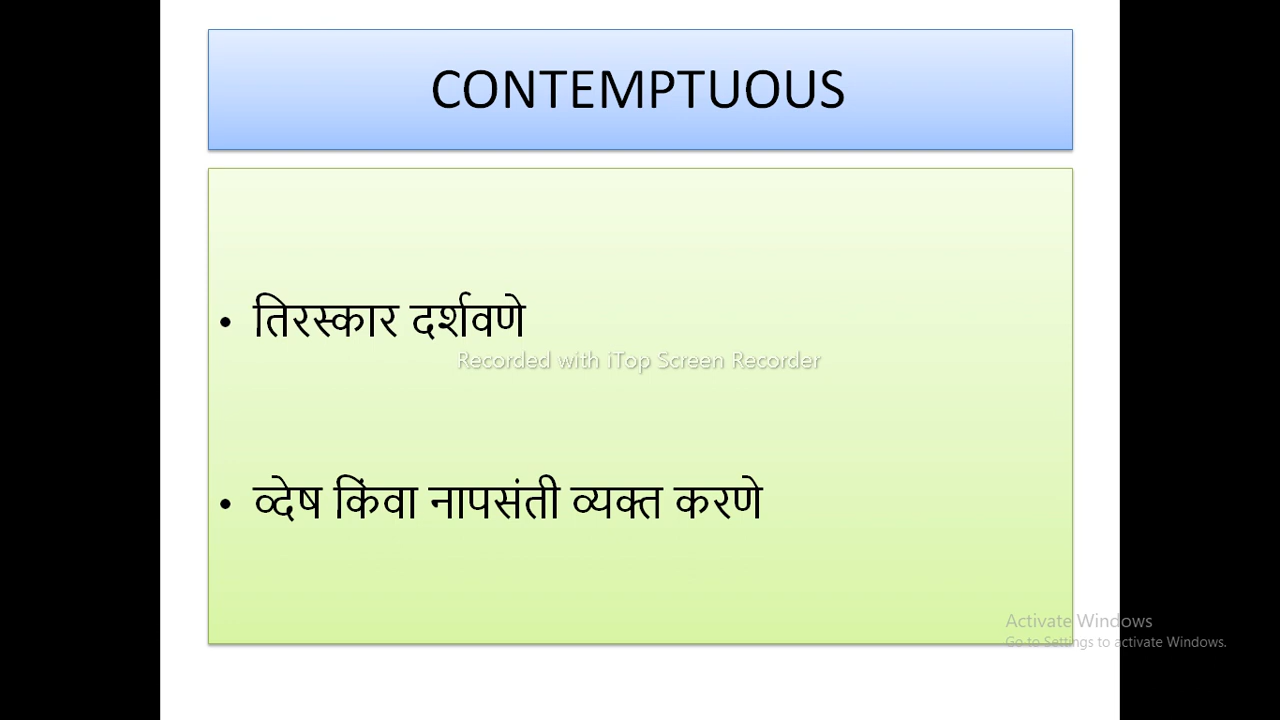 CONTEMPTUOUS
• तिरस्कार दर्शवणे
Recorded with iTop Screen Recorder
• व्देष किंवा नापसंती व्यक्त करणे
Activate Windows
Go to Settings to activate Windows.